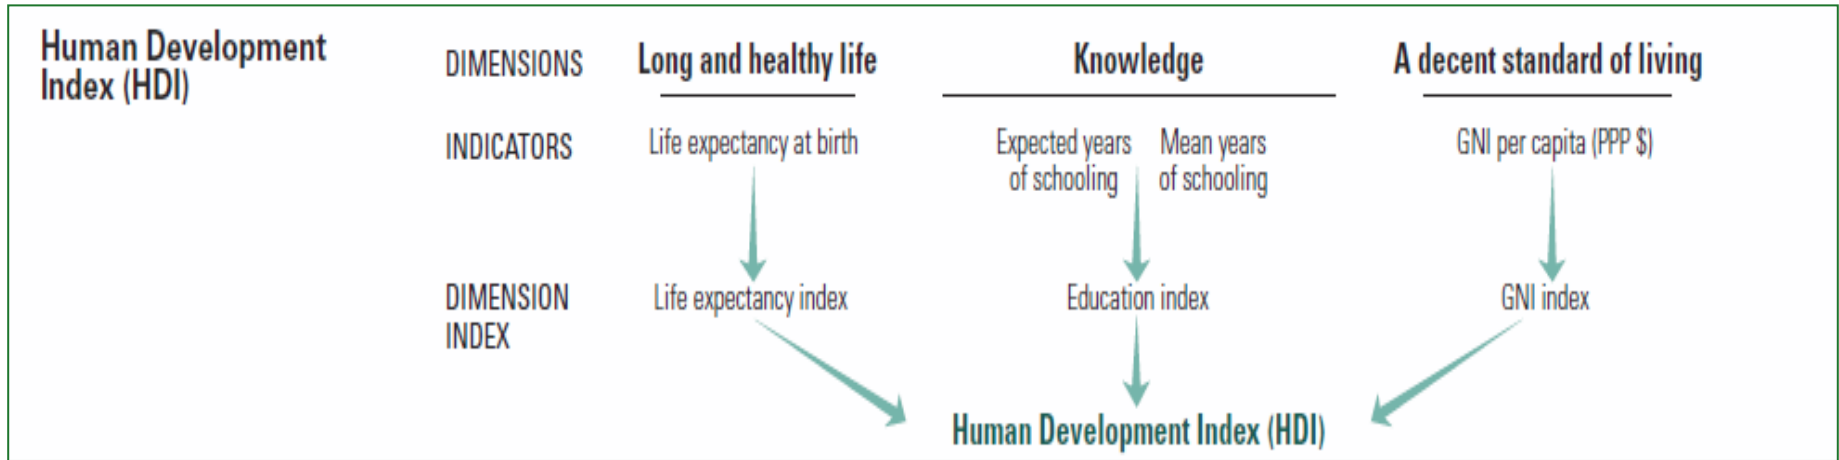 Human Development
Index (HDI)
DIMENSIONS
Long and healthy life
Knowledge
A decent standard of living
INDICATORS
Life expectancy at birth
Expected years
of schooling
Mean years
of schooling
GNI per capita (PPP $)
DIMENSION
INDEX
Life expectancy index
Education index
GNI index
Human Development Index (HDI)